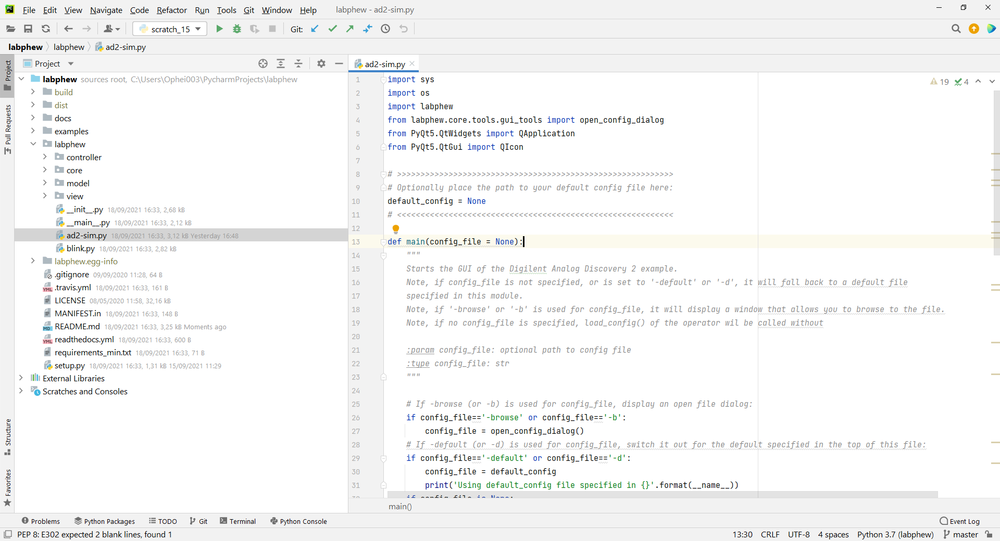 PC File Edit View Navigate Code Refactor Run Tools Git Window Help labphew - ad2-sim.py
scratch_15 Git:
labphew labphew ad2-sim.py
Project
Pull Requests
Structure
Favorites
Project
labphew sources root, C:\Users\Ophei003\PycharmProjects\labphew
build
dist
docs
examples
labphew
controller
core
model
view
__init__.py 18/09/2021 16:33, 2,68 kB
__main__.py 18/09/2021 16:33, 2,12 kB
ad2-sim.py 18/09/2021 16:33, 3,12 kB Yesterday 16:48
blink.py 18/09/2021 16:33, 2,82 kB
labphew.egg-info
.gitignore 09/09/2020 11:28, 64 B
YML .travis.yml 18/09/2021 16:33, 161 B
LICENSE 08/05/2020 11:58, 32,16 kB
MANIFEST.in 18/09/2021 16:33, 148 B
MD README.md 18/09/2021 16:33, 3,25 kB Moments ago
YML readthedocs.yml 18/09/2021 16:33, 600 B
requirements_min.txt 18/09/2021 16:33, 71 B
setup.py 18/09/2021 16:33, 1,31 kB 15/09/2021 11:29
External Libraries
Scratches and Consoles
ad2-sim.py
19 4
1 import sys
2 import os
3 import labphew
4 from labphew.core.tools.gui_tools import open_config_dialog
5 from PyQt5.QtWidgets import QApplication
6 from PyQt5.QtGui import QIcon
7
8 # >>>>>>>>>>>>>>>>>>>>>>>>>>>>>>>>>>>>>>>>>>>>>>>>>>>>>>>>>>>
9 # Optionally place the path to your default config file here:
10 default_config = None
11 # <<<<<<<<<<<<<<<<<<<<<<<<<<<<<<<<<<<<<<<<<<<<<<<<<<<<<<<<<<<
12
13 def main(config_file = None):
14 """
15 Starts the GUI of the Digilent Analog Discovery 2 example.
16 Note, if config_file is not specified, or is set to '-default' or '-d', it will fall back to a default file
17 specified in this module.
18 Note, if '-browse' or '-b' is used for config_file, it will display a window that allows you to browse to the file.
19 Note, if no config_file is specified, load_config() of the operator wil be called without
20
21 :param config_file: optional path to config file
22 :type config_file: str
23 """
24
25 # If -browse (or -b) is used for config_file, display an open file dialog:
26 if config_file=='-browse' or config_file=='-b':
27 config_file = open_config_dialog()
28 # If -default (or -d) is used for config_file, switch it out for the default specified in the top of this file:
29 if config_file=='-default' or config_file=='-d':
30 config_file = default_config
31 print('Using default_config file specified in {}'.format(__name__))
32 if config_file is None:
main()
Problems Python Packages TODO Git Terminal Python Console Event Log
PEP 8: E302 expected 2 blank lines, found 1 13:30 CRLF UTF-8 4 spaces Python 3.7 (labphew) master